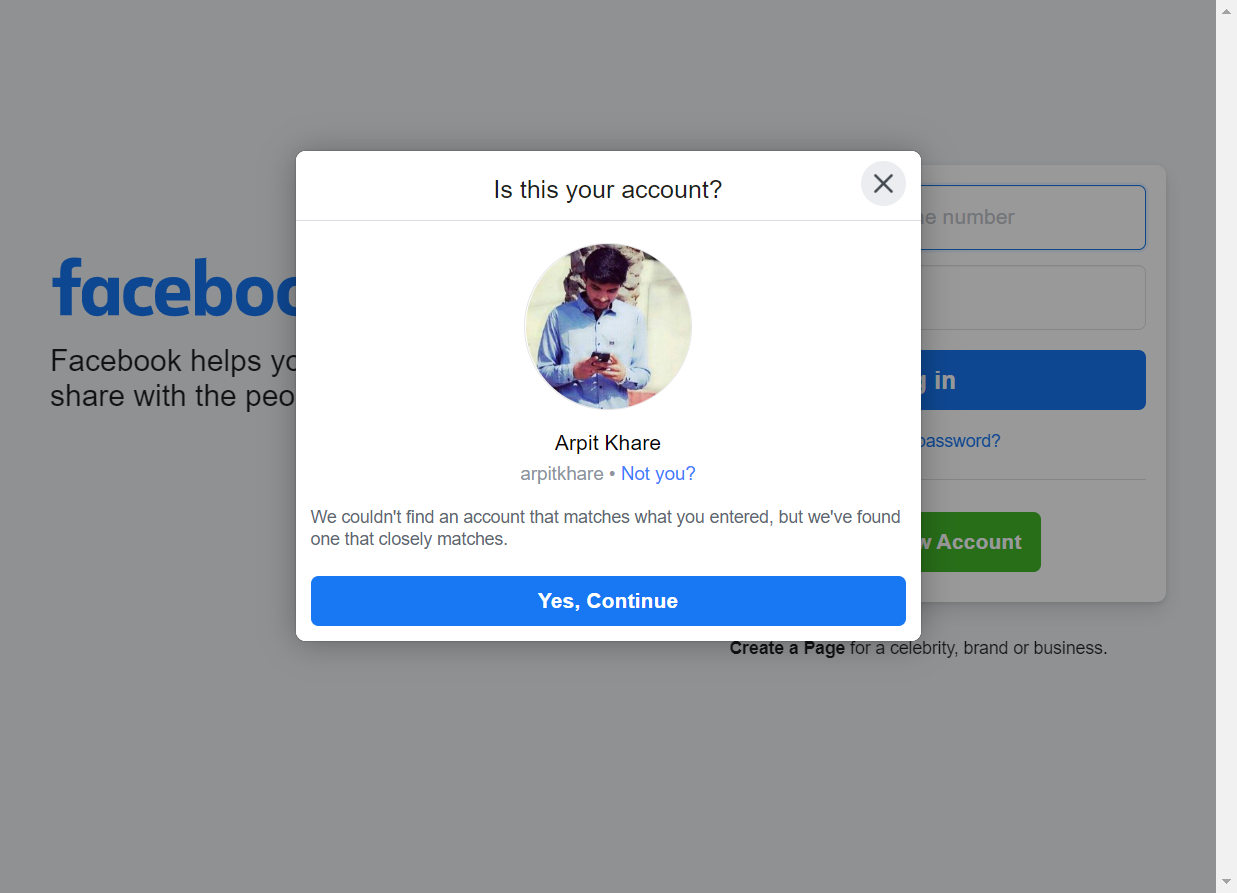 Is this your account?
faceboo
Facebook helps yo
share with the peo
Arpit Khare
arpitkhare • Not you?
We couldn't find an account that matches what you entered, but we've found
one that closely matches.
Yes, Continue
e number
g in
password?
w Account
Create a Page for a celebrity, brand or business.